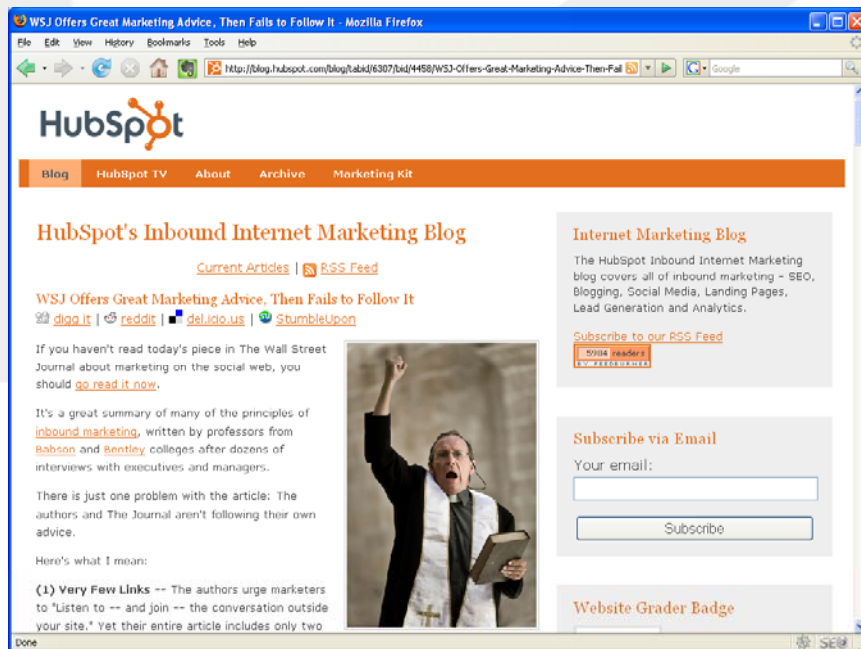 WSJ Offers Great Marketing Advice, Then Fails to Follow It - Mozilla Firefox
File Edit View History Bookmarks Tools Help
http://blog.hubspot.com/blog/tabid/6307/bid/4458/WSJ-Offers-Great-Marketing-Advice-Then-Fail
Google
HubSpot
Blog HubSpot TV About Archive Marketing Kit
HubSpot's Inbound Internet Marketing Blog
Current Articles | RSS Feed
WSJ Offers Great Marketing Advice, Then Fails to Follow It
digg it | reddit | del.icio.us | StumbleUpon
If you haven't read today's piece in The Wall Street
Journal about marketing on the social web, you
should go read it now.
It's a great summary of many of the principles of
inbound marketing, written by professors from
Babson and Bentley colleges after dozens of
interviews with executives and managers.
There is just one problem with the article: The
authors and The Journal aren't following their own
advice.
Here's what I mean:
(1) Very Few Links -- The authors urge marketers
to "Listen to -- and join -- the conversation outside
your site." Yet their entire article includes only two
Internet Marketing Blog
The HubSpot Inbound Internet Marketing
blog covers all of inbound marketing - SEO,
Blogging, Social Media, Landing Pages,
Lead Generation and Analytics.
Subscribe to our RSS Feed
5984 readers
BY FEEDBURNER
Subscribe via Email
Your email:
Subscribe
Website Grader Badge
Done